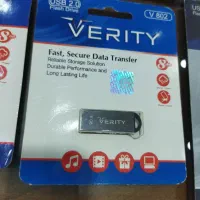 USB 2.0
Flash Drive
V 802
VERITY
Fast, Secure Data Transfer
Reliable Storage Solution
Durable Performance and
Long Lasting Life
VERITY